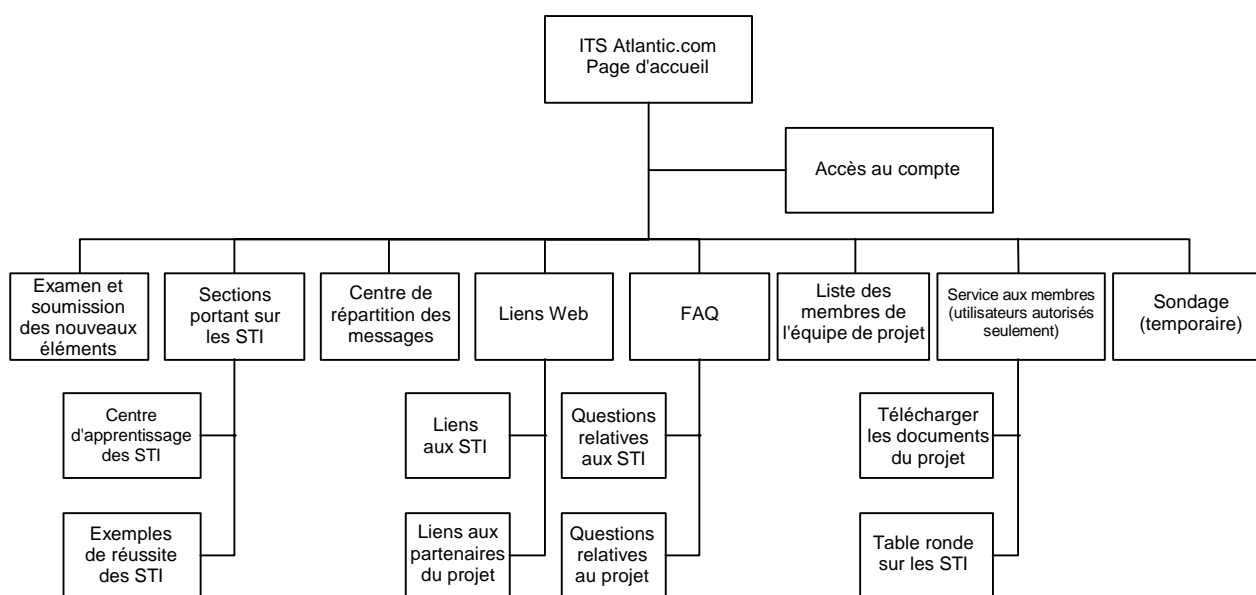 ITS Atlantic.com
Page d'accueil
Accès au compte
Examen et
soumission
des nouveaux
éléments
Sections
portant sur
les STI
Centre de
répartition des
messages
Liens Web
FAQ
Liste des
membres de
l'équipe de projet
Service aux membres
(utilisateurs autorisés
seulement)
Sondage
(temporaire)
Centre
d'apprentissage
des STI
Liens
aux STI
Questions
relatives
aux STI
Télécharger
les documents
du projet
Exemples
de réussite
des STI
Liens aux
partenaires
du projet
Questions
relatives
au projet
Table ronde
sur les STI